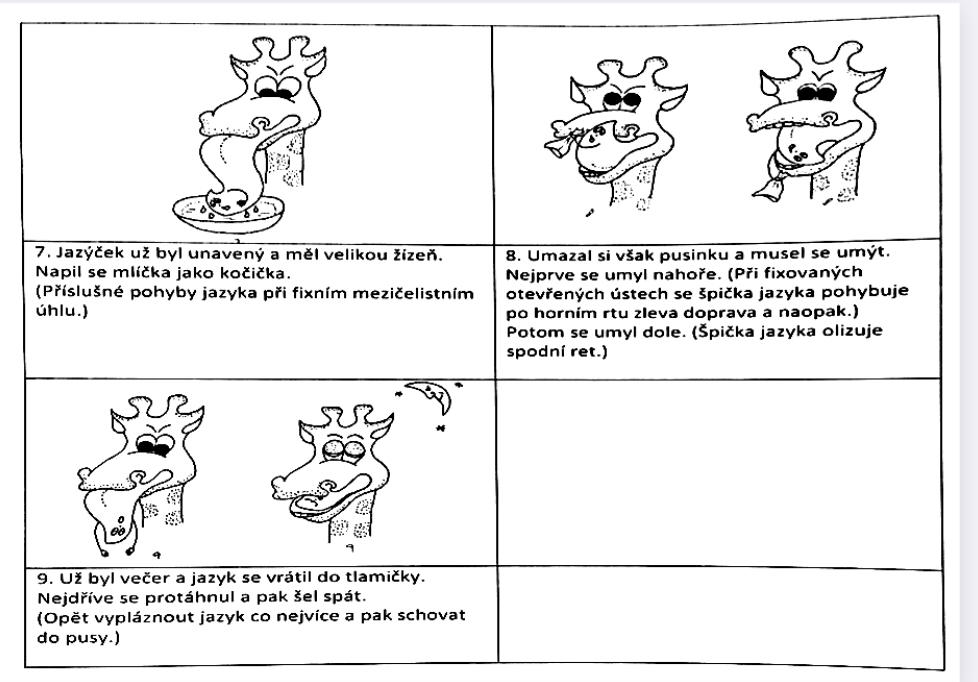 7. Jazýček už byl unavený a měl velikou žízeň.
Napil se mlíčka jako kočička.
(Příslušné pohyby jazyka při fixním mezičelistním
úhlu.)
8. Umazal si však pusinku a musel se umýt.
Nejprve se umyl nahoře. (Při fixovaných
otevřených ústech se špička jazyka pohybuje
po horním rtu zleva doprava a naopak.)
Potom se umyl dole. (Špička jazyka olizuje
spodní ret.)
9. Už byl večer a jazyk se vrátil do tlamičky.
Nejdříve se protáhnul a pak šel spát.
(Opět vypláznout jazyk co nejvíce a pak schovat
do pusy.)